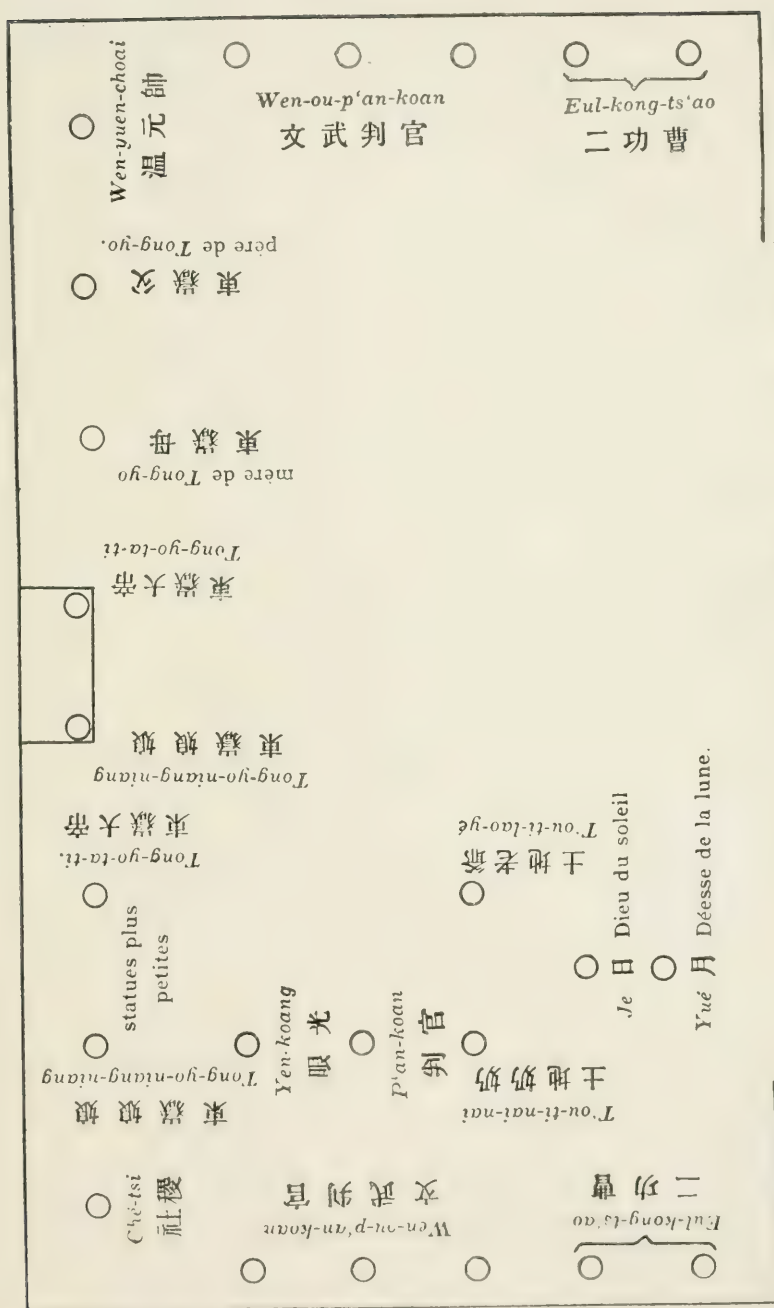 Wen-yuen-choai
溫元帥
Wen-ou-p‘an-koan
文武判官
Eul-kong-ts‘ao
二功曹
père de Tong-yo.
東嶽父
東嶽母
mère de Tong-yo
Tong-yo-ta-ti
東嶽大帝
東嶽娘娘
Tong-yo-niang-niang
東嶽大帝
Tong-yo-ta-ti.
statues plus
petites
Tong-yo-niang-niang
東嶽娘娘
T‘ou-ti-lao-yé
土地老爺
Yen-koang
眼光
P‘an-koan
判官
土地奶奶
T‘ou-ti-nai-nai
Je 日 Dieu du soleil
Yué 月 Déesse de la lune.
Ché-tsi
社稷
文武判官
Wen-ou-p‘an-koan
二功曹
Eul-kong-ts‘ao